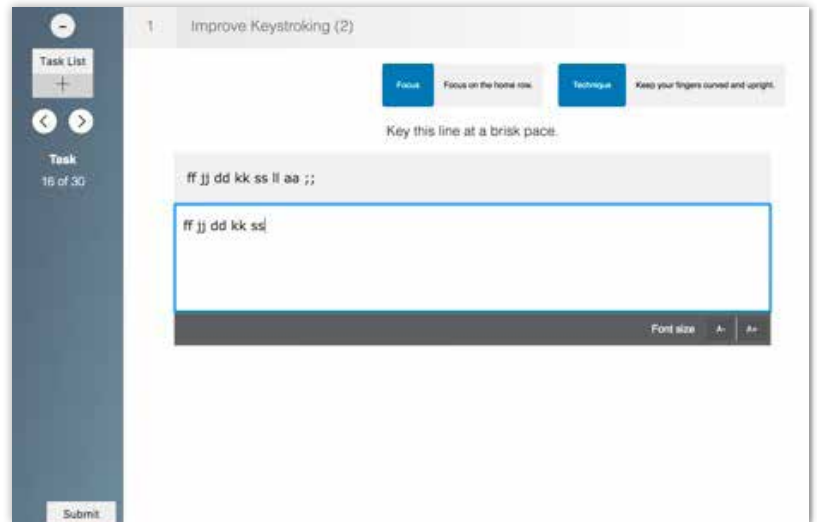 1 Improve Keystroking (2)
Task List
+
Focus Focus on the home row. Technique Keep your fingers curved and upright.
< >
Key this line at a brisk pace.
Task
16 of 30
ff jj dd kk ss ll aa ;;
ff jj dd kk ss
Font size A- A+
Submit